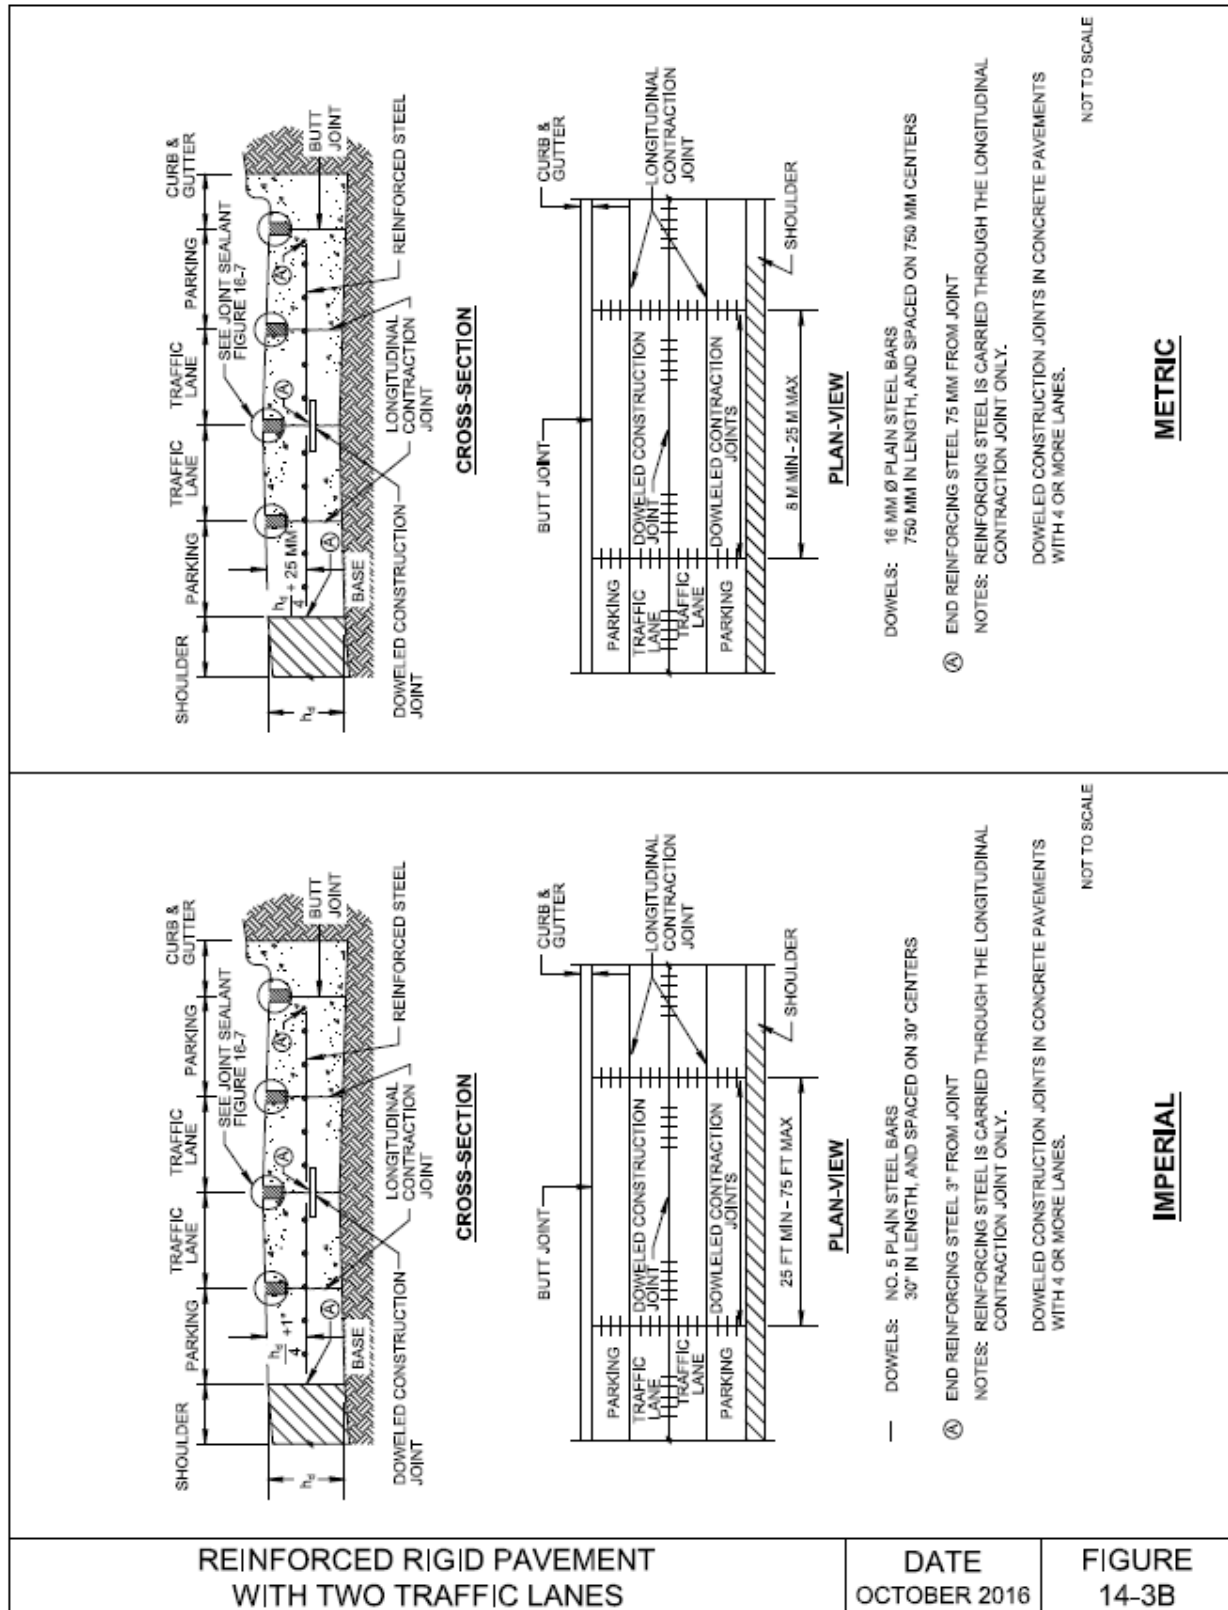 SHOULDER
PARKING
TRAFFIC
LANE
TRAFFIC
LANE
PARKING
CURB &
GUTTER
SEE JOINT SEALANT
FIGURE 16-7
hd
hd
4
+1"
BASE
A
A
A
BUTT
JOINT
DOWELED CONSTRUCTION
JOINT
LONGITUDINAL
CONTRACTION
JOINT
REINFORCED STEEL
CROSS-SECTION
BUTT JOINT
CURB &
GUTTER
PARKING
TRAFFIC
LANE
TRAFFIC
LANE
PARKING
DOWELED CONSTRUCTION
JOINT
DOWLELED CONTRACTION
JOINTS
LONGITUDINAL
CONTRACTION
JOINT
SHOULDER
25 FT MIN - 75 FT MAX
PLAN-VIEW
DOWELS: NO. 5 PLAIN STEEL BARS
30" IN LENGTH, AND SPACED ON 30" CENTERS
A END REINFORCING STEEL 3" FROM JOINT
NOTES: REINFORCING STEEL IS CARRIED THROUGH THE LONGITUDINAL
CONTRACTION JOINT ONLY.
DOWELED CONSTRUCTION JOINTS IN CONCRETE PAVEMENTS
WITH 4 OR MORE LANES.
NOT TO SCALE
IMPERIAL
SHOULDER
PARKING
TRAFFIC
LANE
TRAFFIC
LANE
PARKING
CURB &
GUTTER
SEE JOINT SEALANT
FIGURE 16-7
hd
hd
4
+ 25 MM
BASE
A
A
A
BUTT
JOINT
DOWELED CONSTRUCTION
JOINT
LONGITUDINAL
CONTRACTION
JOINT
REINFORCED STEEL
CROSS-SECTION
BUTT JOINT
CURB &
GUTTER
PARKING
TRAFFIC
LANE
TRAFFIC
LANE
PARKING
DOWELED CONSTRUCTION
JOINT
DOWLELED CONTRACTION
JOINTS
LONGITUDINAL
CONTRACTION
JOINT
SHOULDER
8 M MIN - 25 M MAX
PLAN-VIEW
DOWELS: 16 MM Ø PLAIN STEEL BARS
750 MM IN LENGTH, AND SPACED ON 750 MM CENTERS
A END REINFORCING STEEL 75 MM FROM JOINT
NOTES: REINFORCING STEEL IS CARRIED THROUGH THE LONGITUDINAL
CONTRACTION JOINT ONLY.
DOWELED CONSTRUCTION JOINTS IN CONCRETE PAVEMENTS
WITH 4 OR MORE LANES.
NOT TO SCALE
METRIC
REINFORCED RIGID PAVEMENT
WITH TWO TRAFFIC LANES
DATE
OCTOBER 2016
FIGURE
14-3B